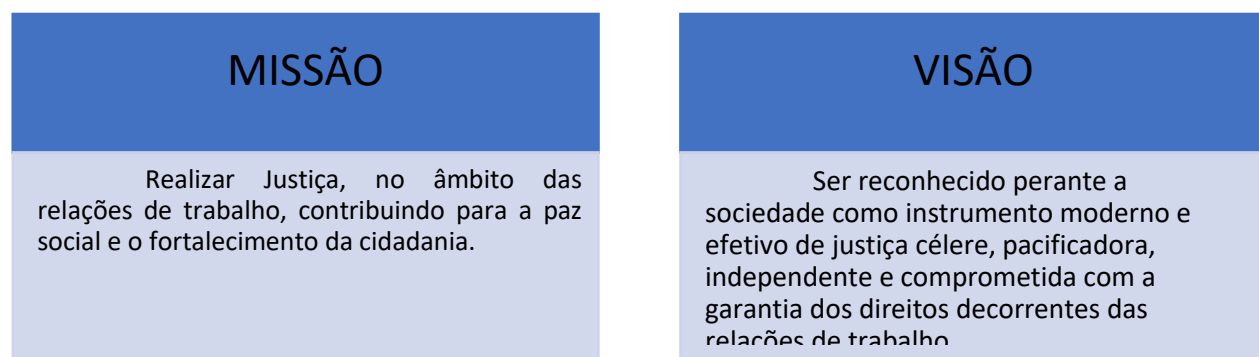 MISSÃO
Realizar Justiça, no âmbito das
relações de trabalho, contribuindo para a paz
social e o fortalecimento da cidadania.
VISÃO
Ser reconhecido perante a
sociedade como instrumento moderno e
efetivo de justiça célere, pacificadora,
independente e comprometida com a
garantia dos direitos decorrentes das
relações de trabalho